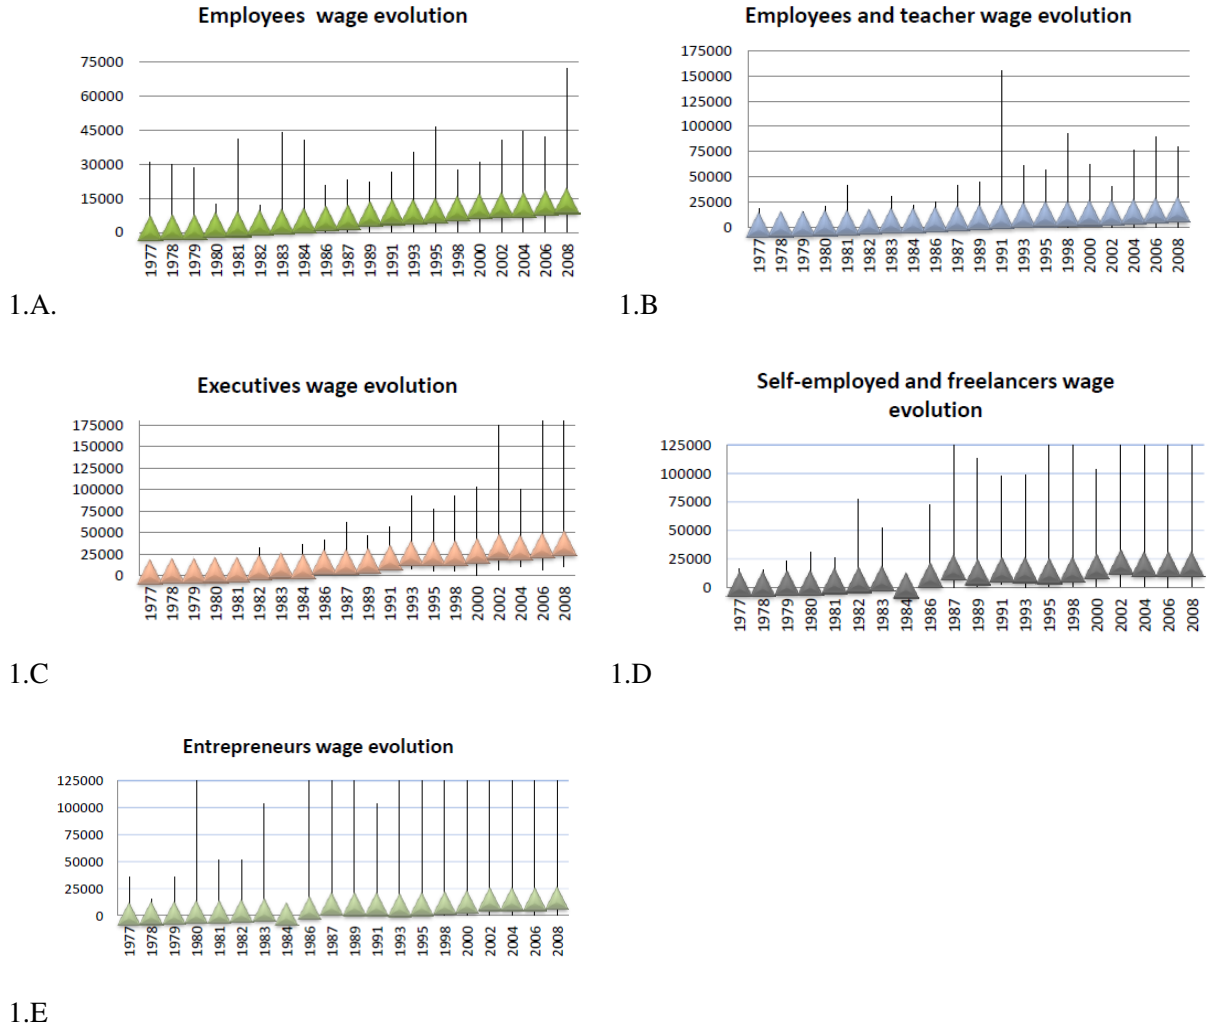 Employees  wage evolution
75000
60000
45000
30000
15000
0
1977 1978 1979 1980 1981 1982 1983 1984 1986 1987 1989 1991 1993 1995 1998 2000 2002 2004 2006 2008
1.A.
Employees and teacher wage evolution
175000
150000
125000
100000
75000
50000
25000
0
1977 1978 1979 1980 1981 1982 1983 1984 1986 1987 1989 1991 1993 1995 1998 2000 2002 2004 2006 2008
1.B
Executives wage evolution
175000
150000
125000
100000
75000
50000
25000
0
1977 1978 1979 1980 1981 1982 1983 1984 1986 1987 1989 1991 1993 1995 1998 2000 2002 2004 2006 2008
1.C
Self-employed and freelancers wage
evolution
125000
100000
75000
50000
25000
0
1977 1978 1979 1980 1981 1982 1983 1984 1986 1987 1989 1991 1993 1995 1998 2000 2002 2004 2006 2008
1.D
Entrepreneurs wage evolution
125000
100000
75000
50000
25000
0
1977 1978 1979 1980 1981 1982 1983 1984 1986 1987 1989 1991 1993 1995 1998 2000 2002 2004 2006 2008
1.E